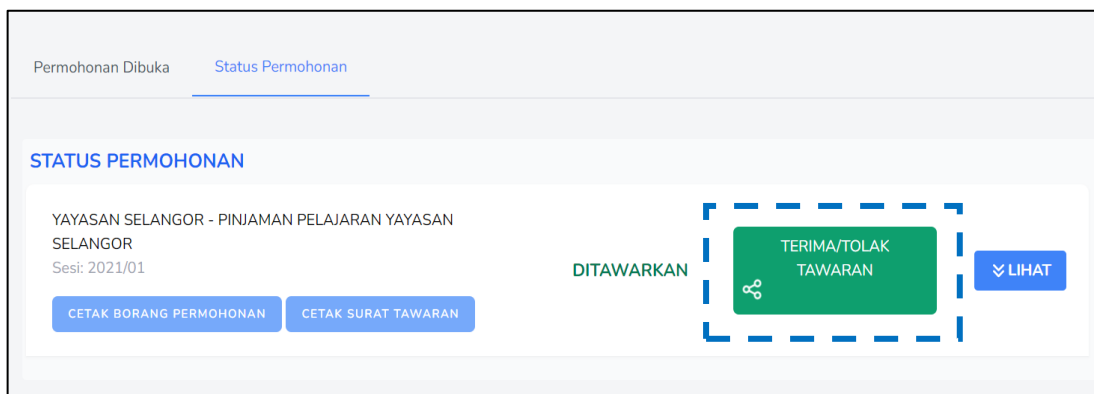 Permohonan Dibuka
Status Permohonan
STATUS PERMOHONAN
YAYASAN SELANGOR - PINJAMAN PELAJARAN YAYASAN
SELANGOR
Sesi: 2021/01
CETAK BORANG PERMOHONAN
CETAK SURAT TAWARAN
DITAWARKAN
TERIMA/TOLAK
TAWARAN
LIHAT